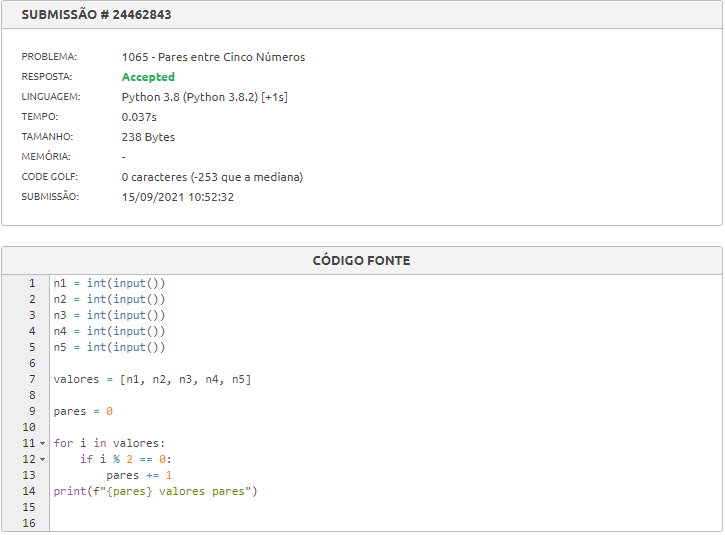 SUBMISSÃO # 24462843
PROBLEMA: 1065 - Pares entre Cinco Números
RESPOSTA: Accepted
LINGUAGEM: Python 3.8 (Python 3.8.2) [+1s]
TEMPO: 0.037s
TAMANHO: 238 Bytes
MEMÓRIA: -
CODE GOLF: 0 caracteres (-253 que a mediana)
SUBMISSÃO: 15/09/2021 10:52:32
CÓDIGO FONTE
1 n1 = int(input())
2 n2 = int(input())
3 n3 = int(input())
4 n4 = int(input())
5 n5 = int(input())
6
7 valores = [n1, n2, n3, n4, n5]
8
9 pares = 0
10
11 for i in valores:
12     if i % 2 == 0:
13         pares += 1
14 print(f"{pares} valores pares")
15
16